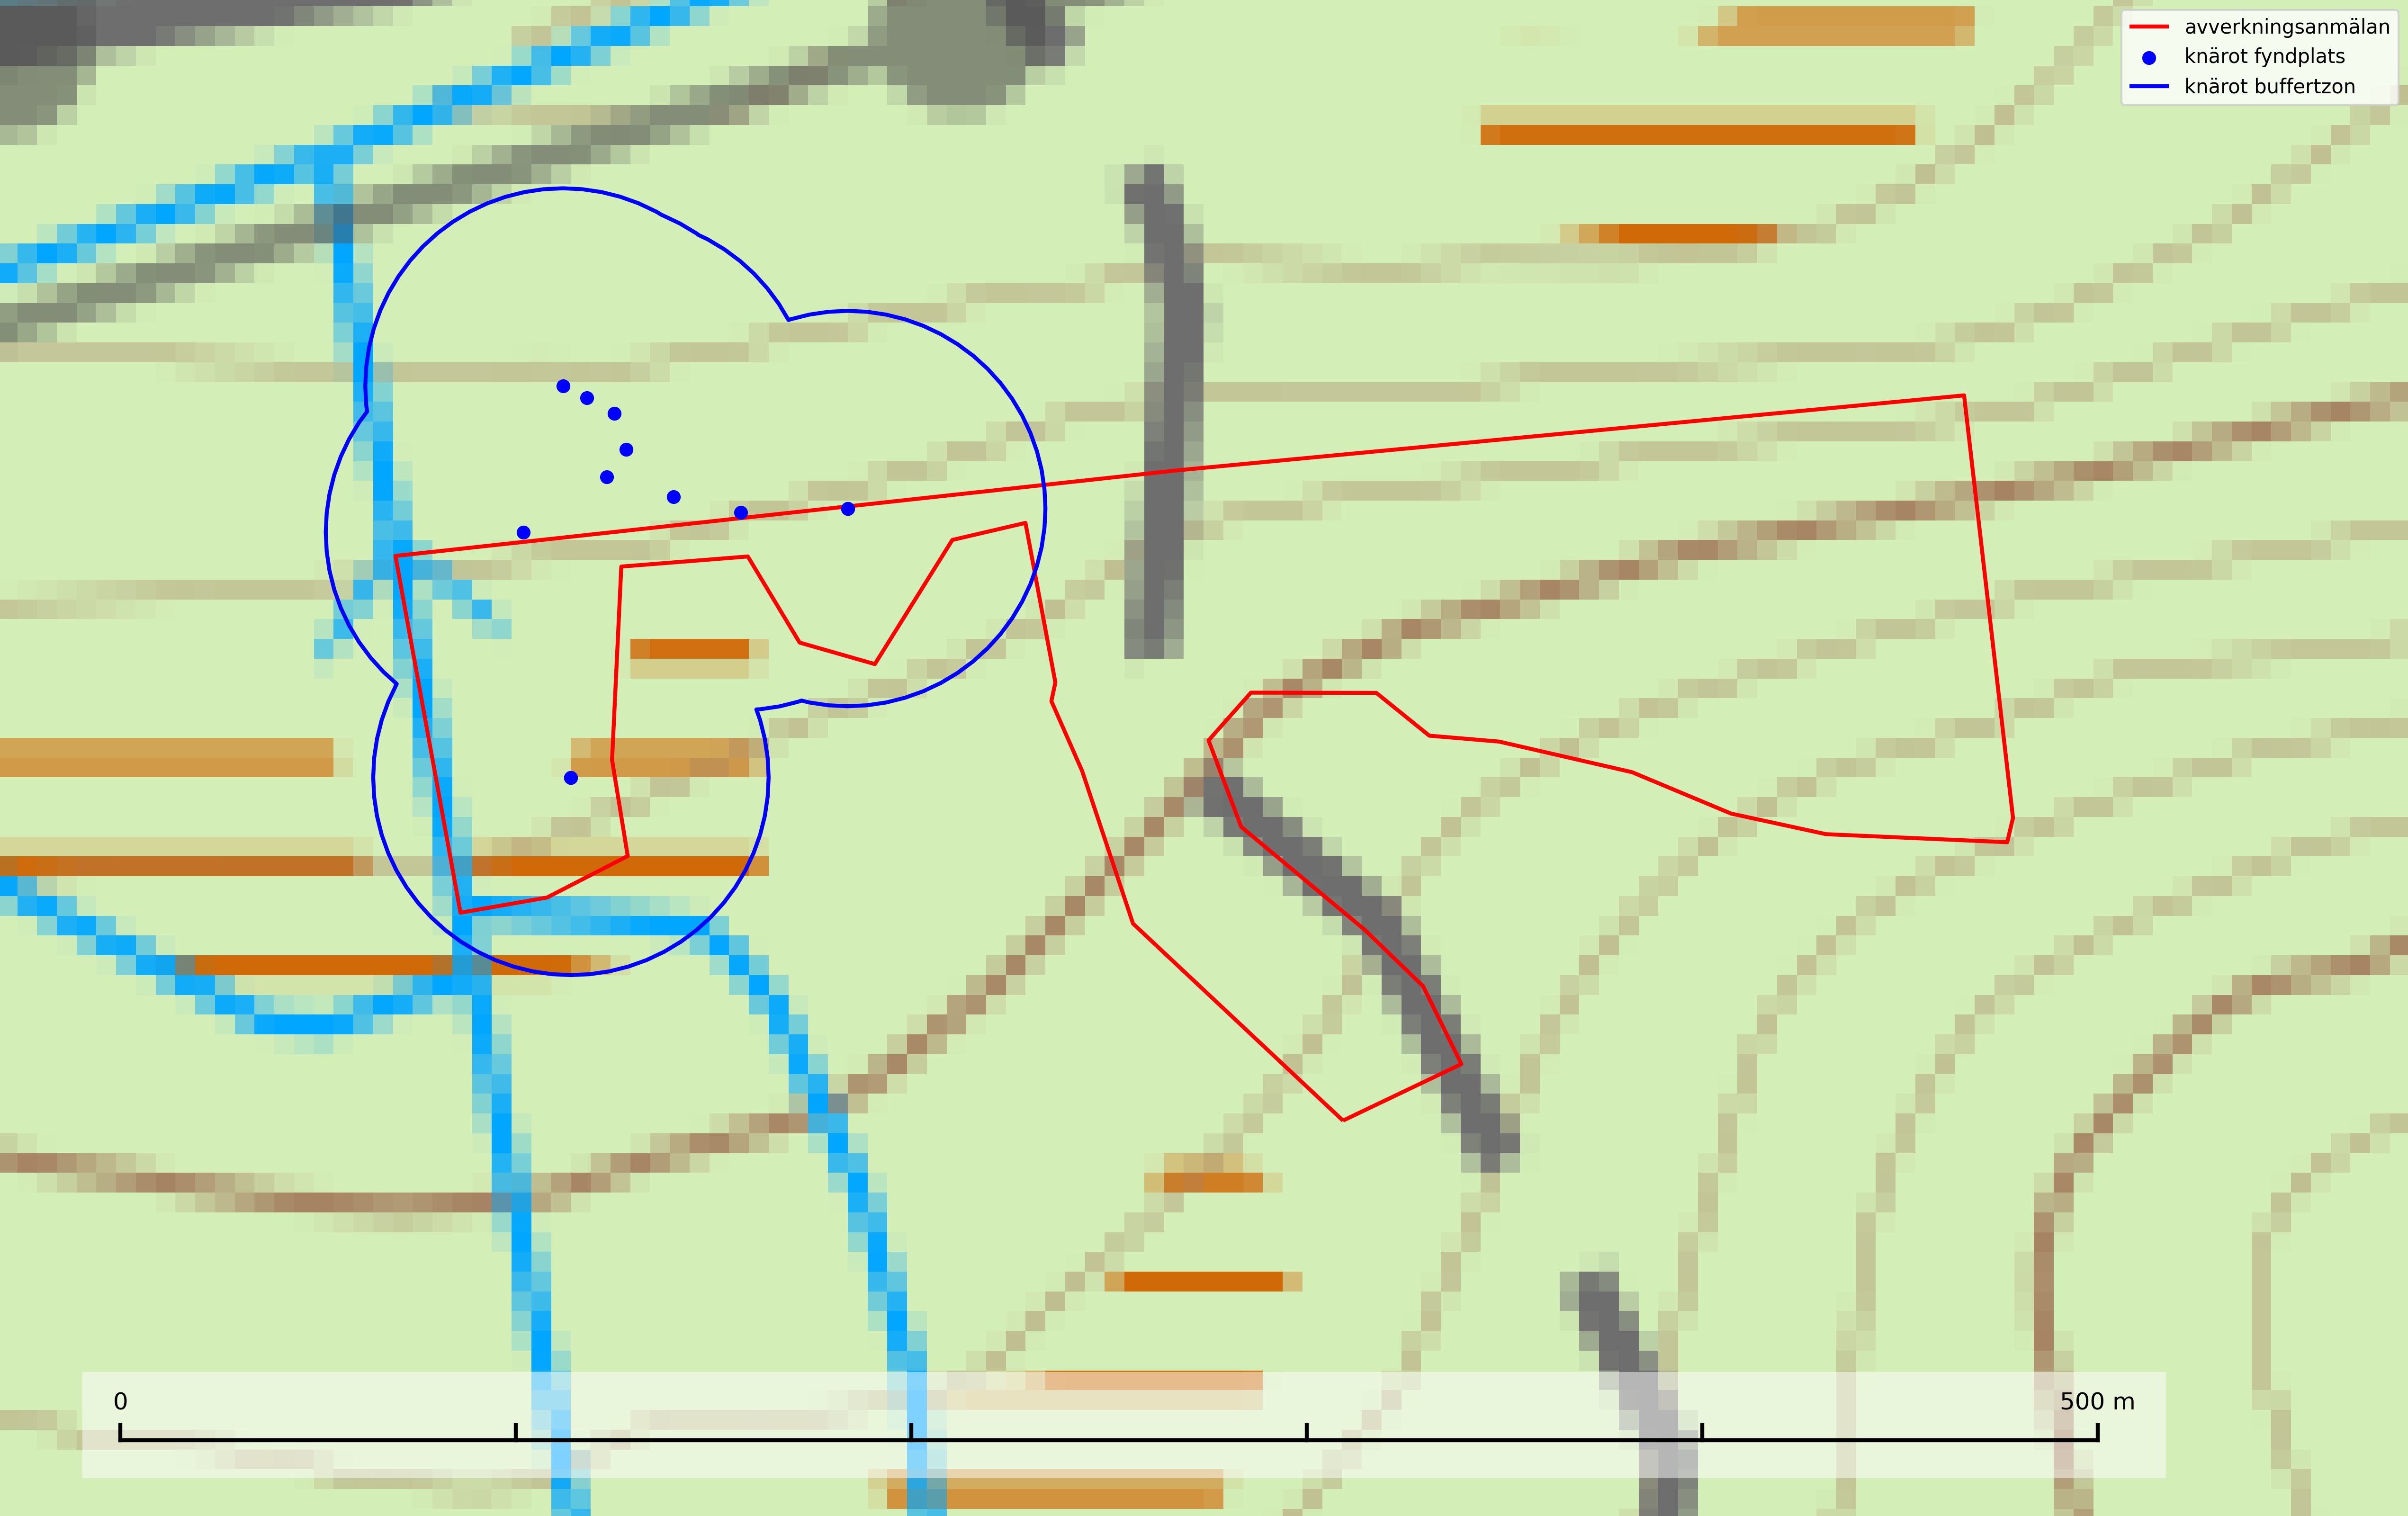 avverkningsanmälan
knärot fyndplats
knärot buffertzon
0
500 m